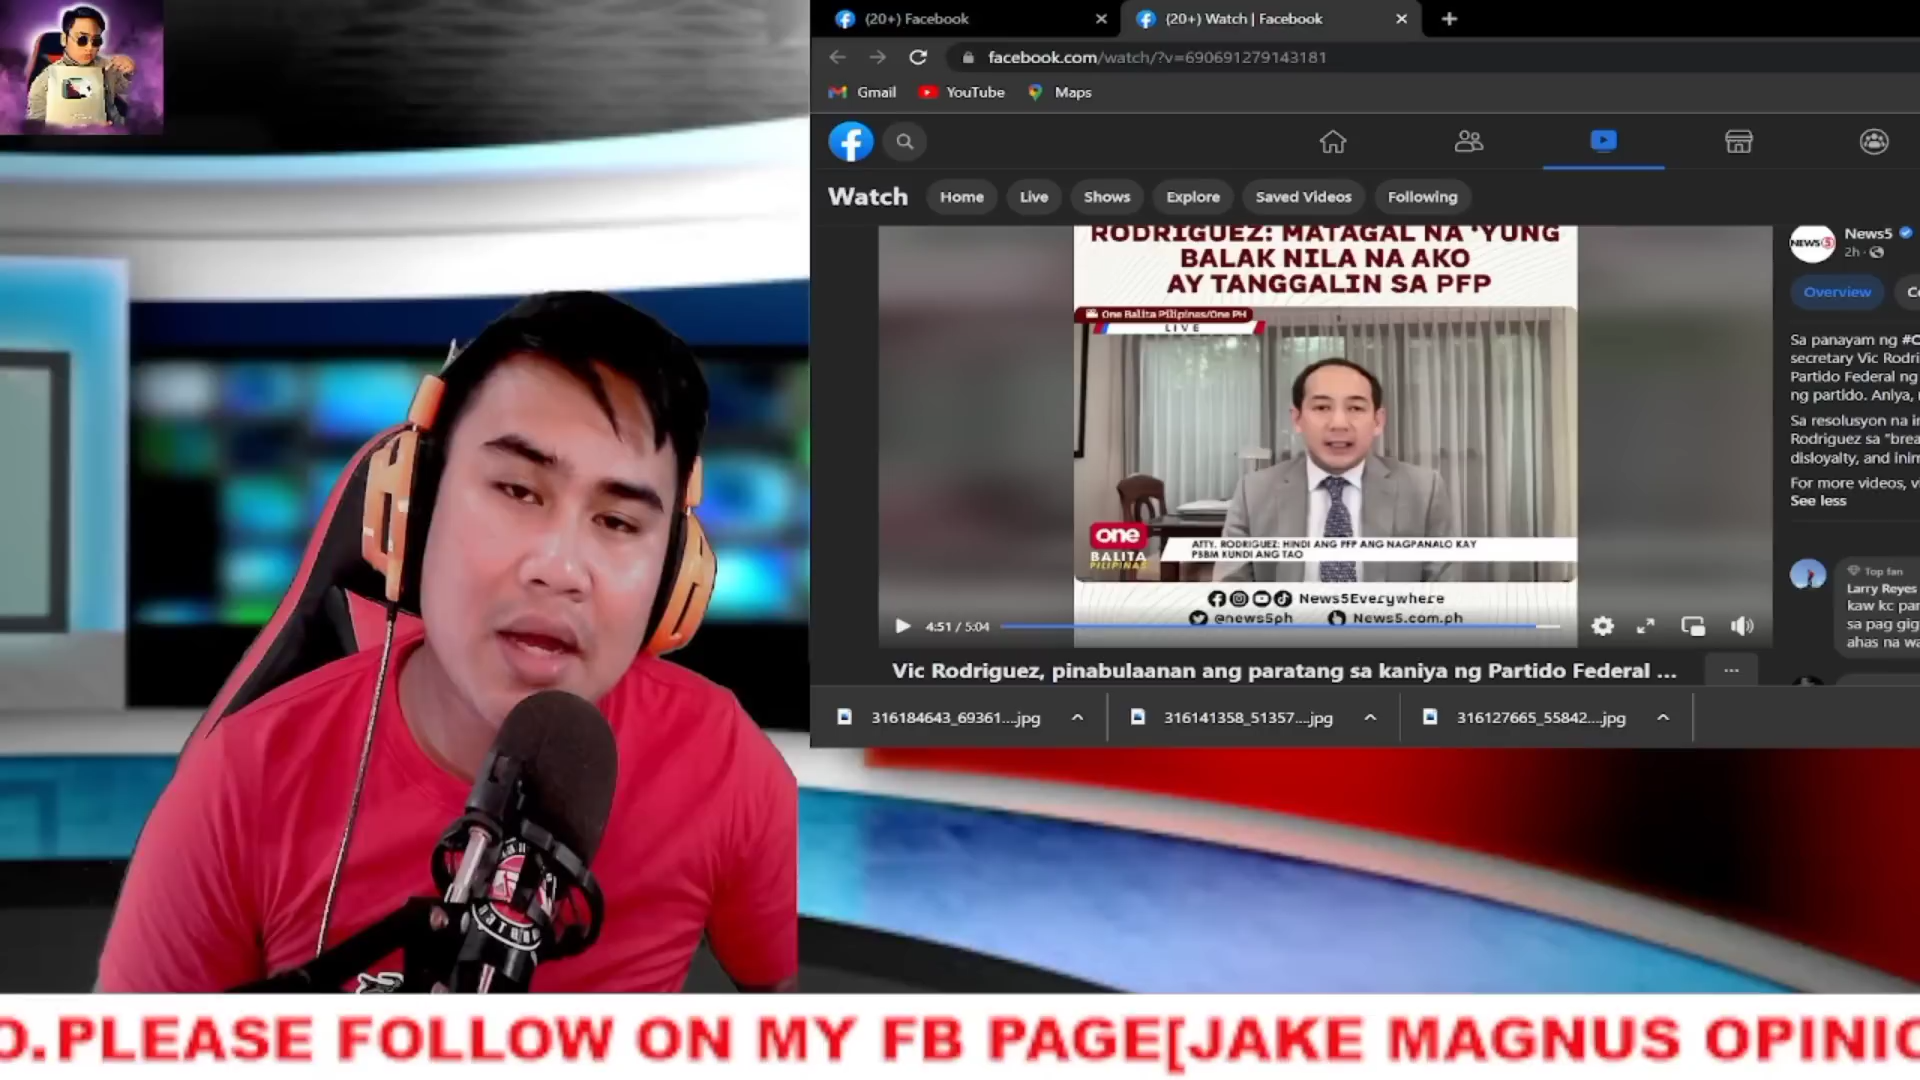 (20+) Facebook
(20+) Watch | Facebook
facebook.com/watch/?v=690691279143181
Gmail
YouTube
Maps
Watch
Home
Live
Shows
Explore
Saved Videos
Following
RODRIGUEZ: MATAGAL NA 'YUNG
BALAK NILA NA AKO
AY TANGGALIN SA PFP
One Balita Pilipinas/One PH
LIVE
one
BALITA
PILIPINAS
ATTY. RODRIGUEZ: HINDI ANG PFP ANG NAGPANALO KAY
PBBM KUNDI ANG TAO
News5Everywhere
@news5ph
News5.com.ph
4:51 / 5:04
Vic Rodriguez, pinabulaanan ang paratang sa kaniya ng Partido Federal ...
NEWS5
News5
2h
Overview
Sa panayam ng #
secretary Vic Rodri
Partido Federal ng
ng partido. Aniya,
Sa resolusyon na i
Rodriguez sa "brea
disloyalty, and inim
For more videos, v
See less
Top fan
Larry Reyes
kaw kc par
sa pag gig
ahas na wa
316184643_69361....jpg
316141358_51357....jpg
316127665_55842....jpg
O.PLEASE FOLLOW ON MY FB PAGE[JAKE MAGNUS OPINIO